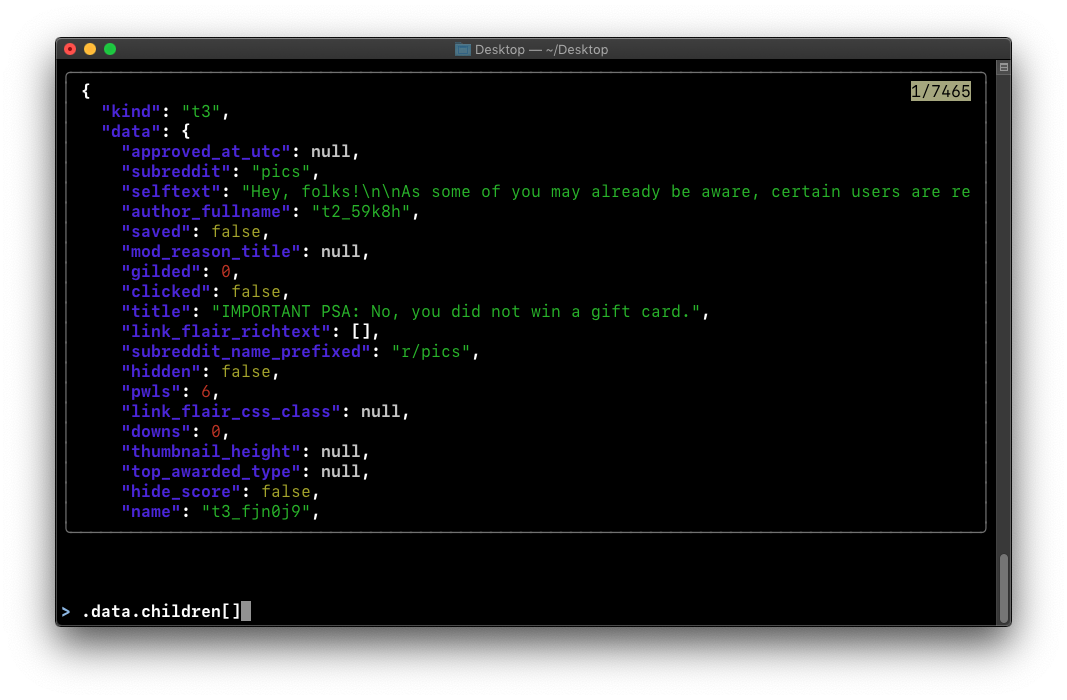 Desktop — ~/Desktop
{
1/7465
"kind": "t3",
"data": {
"approved_at_utc": null,
"subreddit": "pics",
"selftext": "Hey, folks!\n\nAs some of you may already be aware, certain users are re
"author_fullname": "t2_59k8h",
"saved": false,
"mod_reason_title": null,
"gilded": 0,
"clicked": false,
"title": "IMPORTANT PSA: No, you did not win a gift card.",
"link_flair_richtext": [],
"subreddit_name_prefixed": "r/pics",
"hidden": false,
"pwls": 6,
"link_flair_css_class": null,
"downs": 0,
"thumbnail_height": null,
"top_awarded_type": null,
"hide_score": false,
"name": "t3_fjn0j9",
> .data.children[]